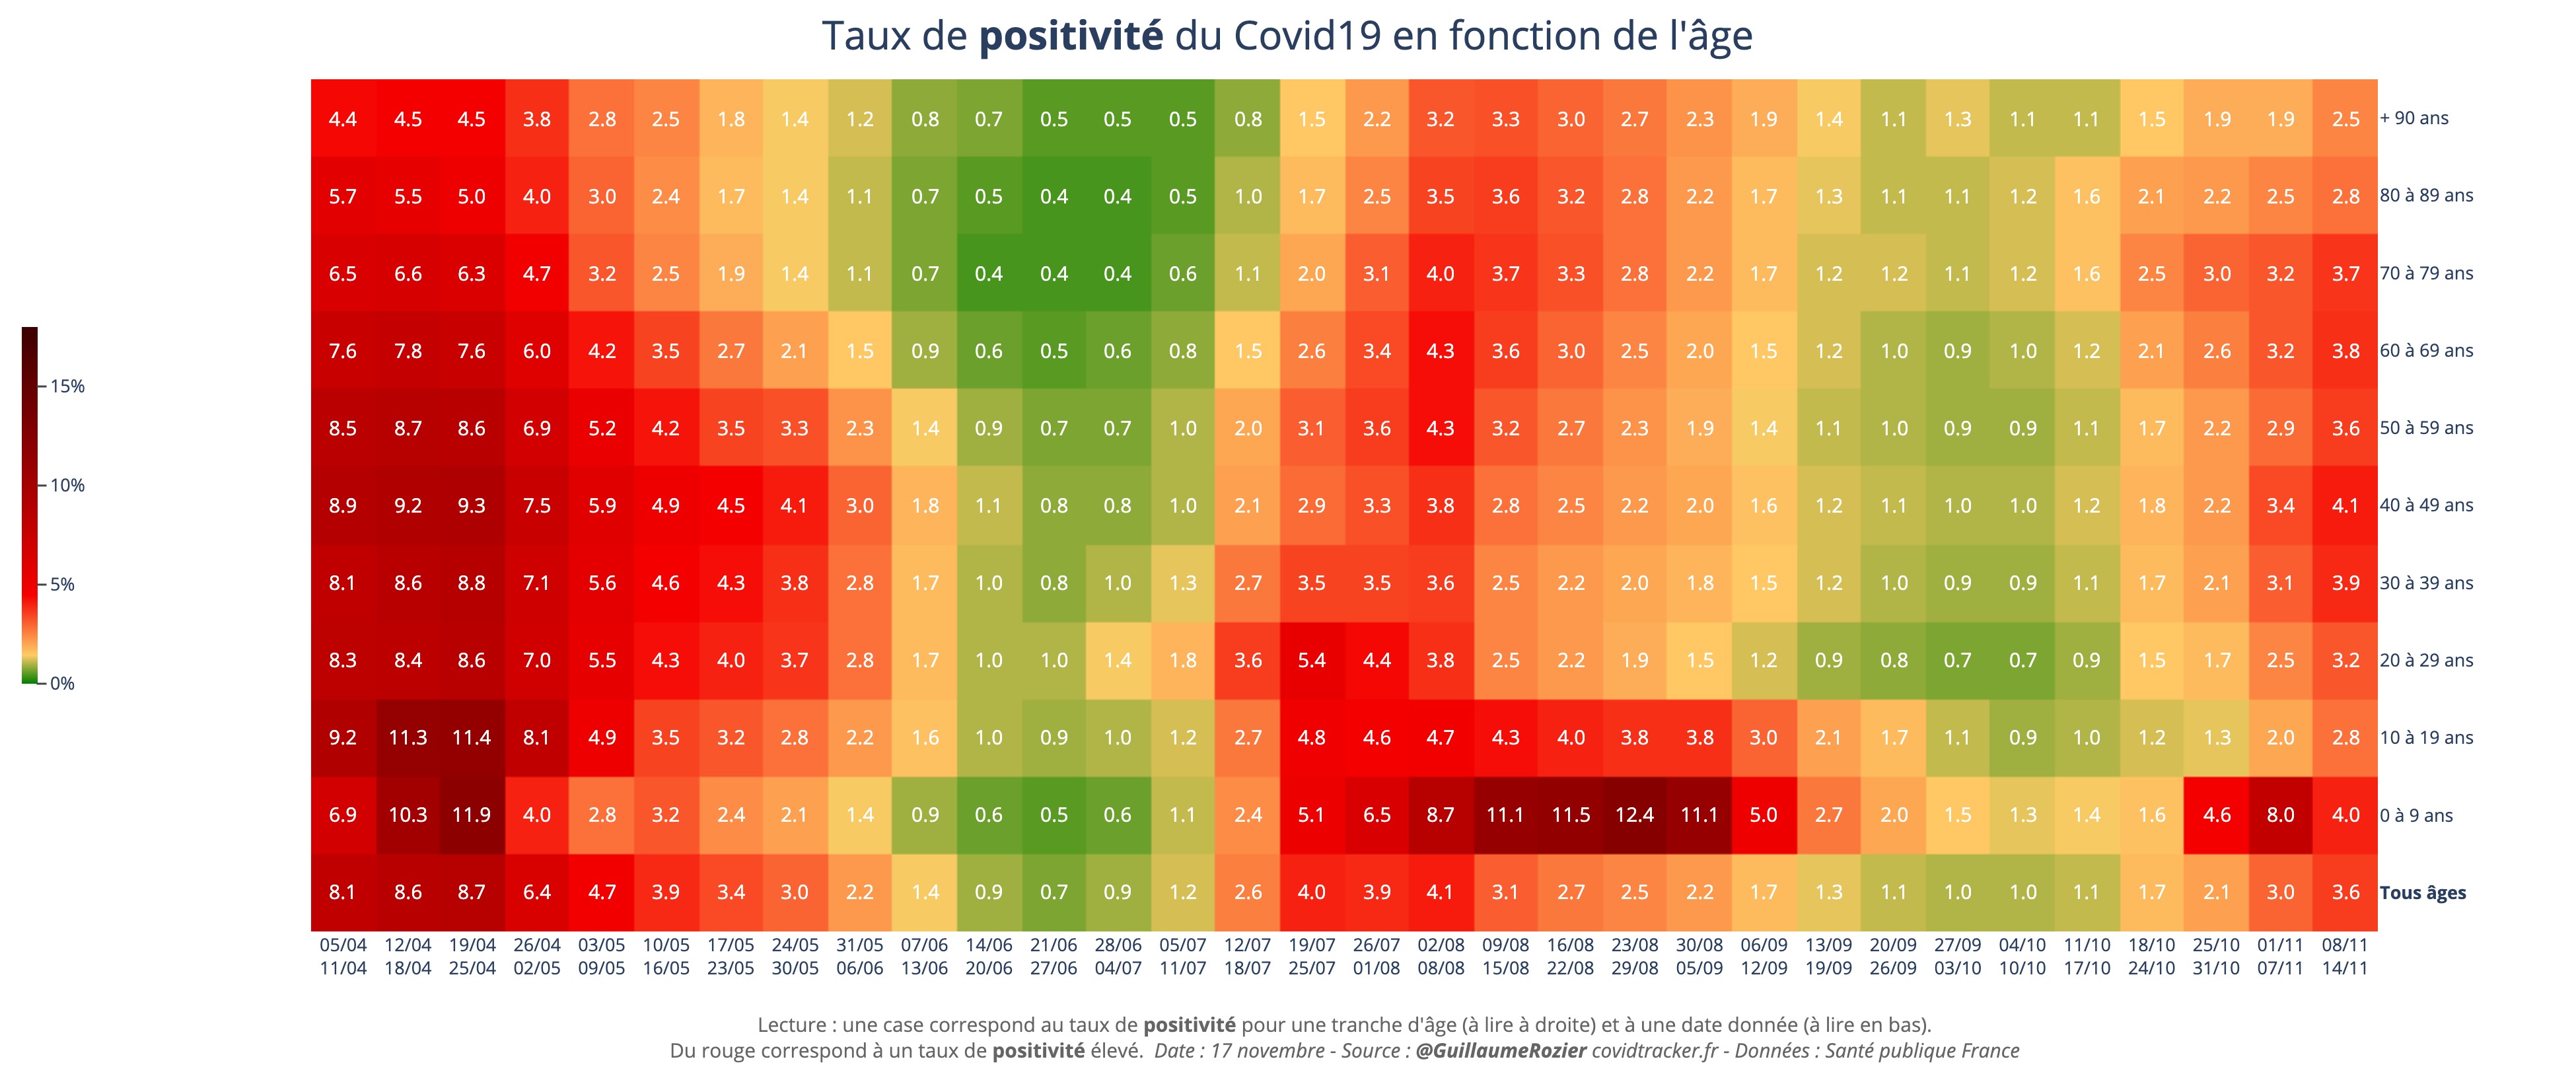 Taux de positivité du Covid19 en fonction de l'âge
4.4 4.5 4.5 3.8 2.8 2.5 1.8 1.4 1.2 0.8 0.7 0.5 0.5 0.5 0.8 1.5 2.2 3.2 3.3 3.0 2.7 2.3 1.9 1.4 1.1 1.3 1.1 1.1 1.5 1.9 1.9 2.5 + 90 ans
5.7 5.5 5.0 4.0 3.0 2.4 1.7 1.4 1.1 0.7 0.5 0.4 0.4 0.5 1.0 1.7 2.5 3.5 3.6 3.2 2.8 2.2 1.7 1.3 1.1 1.1 1.2 1.6 2.1 2.2 2.5 2.8 80 à 89 ans
6.5 6.6 6.3 4.7 3.2 2.5 1.9 1.4 1.1 0.7 0.4 0.4 0.4 0.6 1.1 2.0 3.1 4.0 3.7 3.3 2.8 2.2 1.7 1.2 1.2 1.1 1.2 1.6 2.5 3.0 3.2 3.7 70 à 79 ans
7.6 7.8 7.6 6.0 4.2 3.5 2.7 2.1 1.5 0.9 0.6 0.5 0.6 0.8 1.5 2.6 3.4 4.3 3.6 3.0 2.5 2.0 1.5 1.2 1.0 0.9 1.0 1.2 2.1 2.6 3.2 3.8 60 à 69 ans
15%
8.5 8.7 8.6 6.9 5.2 4.2 3.5 3.3 2.3 1.4 0.9 0.7 0.7 1.0 2.0 3.1 3.6 4.3 3.2 2.7 2.3 1.9 1.4 1.1 1.0 0.9 0.9 1.1 1.7 2.2 2.9 3.6 50 à 59 ans
10%
8.9 9.2 9.3 7.5 5.9 4.9 4.5 4.1 3.0 1.8 1.1 0.8 0.8 1.0 2.1 2.9 3.3 3.8 2.8 2.5 2.2 2.0 1.6 1.2 1.1 1.0 1.0 1.2 1.8 2.2 3.4 4.1 40 à 49 ans
5%
8.1 8.6 8.8 7.1 5.6 4.6 4.3 3.8 2.8 1.7 1.0 0.8 1.0 1.3 2.7 3.5 3.5 3.6 2.5 2.2 2.0 1.8 1.5 1.2 1.0 0.9 0.9 1.1 1.7 2.1 3.1 3.9 30 à 39 ans
8.3 8.4 8.6 7.0 5.5 4.3 4.0 3.7 2.8 1.7 1.0 1.0 1.4 1.8 3.6 5.4 4.4 3.8 2.5 2.2 1.9 1.5 1.2 0.9 0.8 0.7 0.7 0.9 1.5 1.7 2.5 3.2 20 à 29 ans
0%
9.2 11.3 11.4 8.1 4.9 3.5 3.2 2.8 2.2 1.6 1.0 0.9 1.0 1.2 2.7 4.8 4.6 4.7 4.3 4.0 3.8 3.8 3.0 2.1 1.7 1.1 0.9 1.0 1.2 1.3 2.0 2.8 10 à 19 ans
6.9 10.3 11.9 4.0 2.8 3.2 2.4 2.1 1.4 0.9 0.6 0.5 0.6 1.1 2.4 5.1 6.5 8.7 11.1 11.5 12.4 11.1 5.0 2.7 2.0 1.5 1.3 1.4 1.6 4.6 8.0 4.0 0 à 9 ans
8.1 8.6 8.7 6.4 4.7 3.9 3.4 3.0 2.2 1.4 0.9 0.7 0.9 1.2 2.6 4.0 3.9 4.1 3.1 2.7 2.5 2.2 1.7 1.3 1.1 1.0 1.0 1.1 1.7 2.1 3.0 3.6 Tous âges
05/04 12/04 19/04 26/04 03/05 10/05 17/05 24/05 31/05 07/06 14/06 21/06 28/06 05/07 12/07 19/07 26/07 02/08 09/08 16/08 23/08 30/08 06/09 13/09 20/09 27/09 04/10 11/10 18/10 25/10 01/11 08/11
11/04 18/04 25/04 02/05 09/05 16/05 23/05 30/05 06/06 13/06 20/06 27/06 04/07 11/07 18/07 25/07 01/08 08/08 15/08 22/08 29/08 05/09 12/09 19/09 26/09 03/10 10/10 17/10 24/10 31/10 07/11 14/11
Lecture : une case correspond au taux de positivité pour une tranche d'âge (à lire à droite) et à une date donnée (à lire en bas).
Du rouge correspond à un taux de positivité élevé. Date : 17 novembre - Source : @GuillaumeRozier covidtracker.fr - Données : Santé publique France